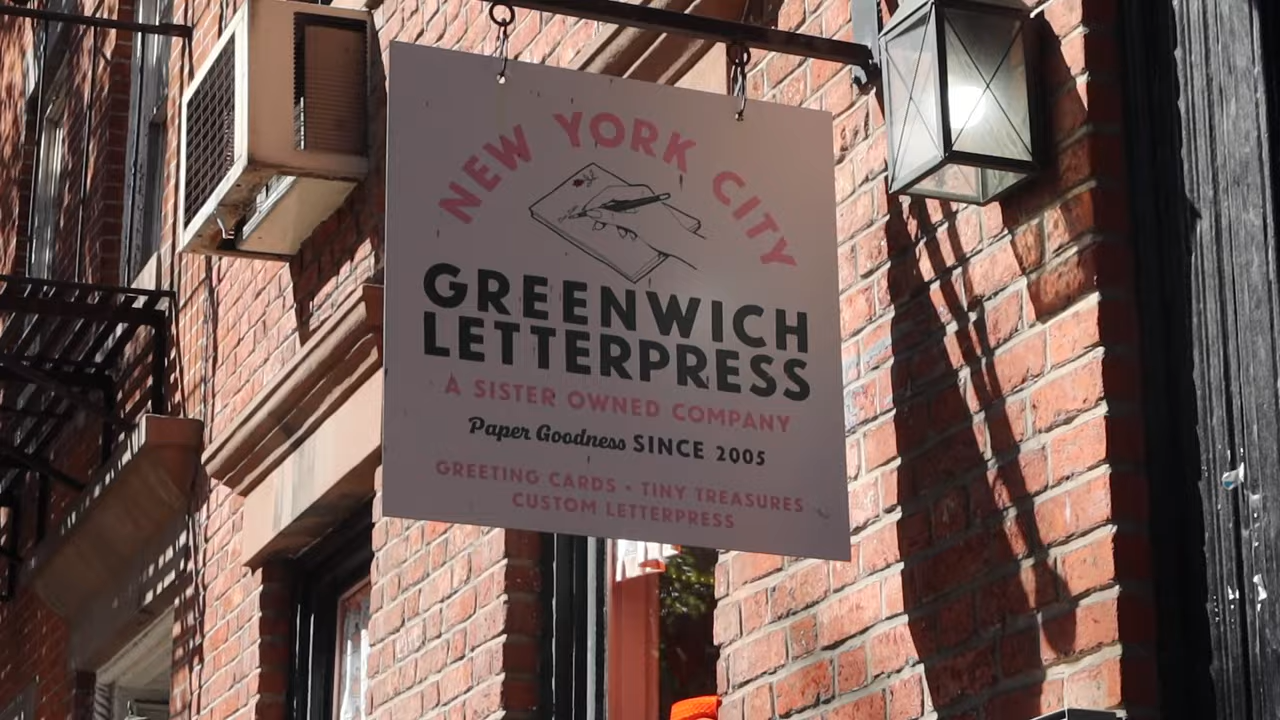 NEW YORK CITY
GREENWICH
LETTERPRESS
A SISTER OWNED COMPANY
Paper Goodness SINCE 2005
GREETING CARDS • TINY TREASURES
CUSTOM LETTERPRESS